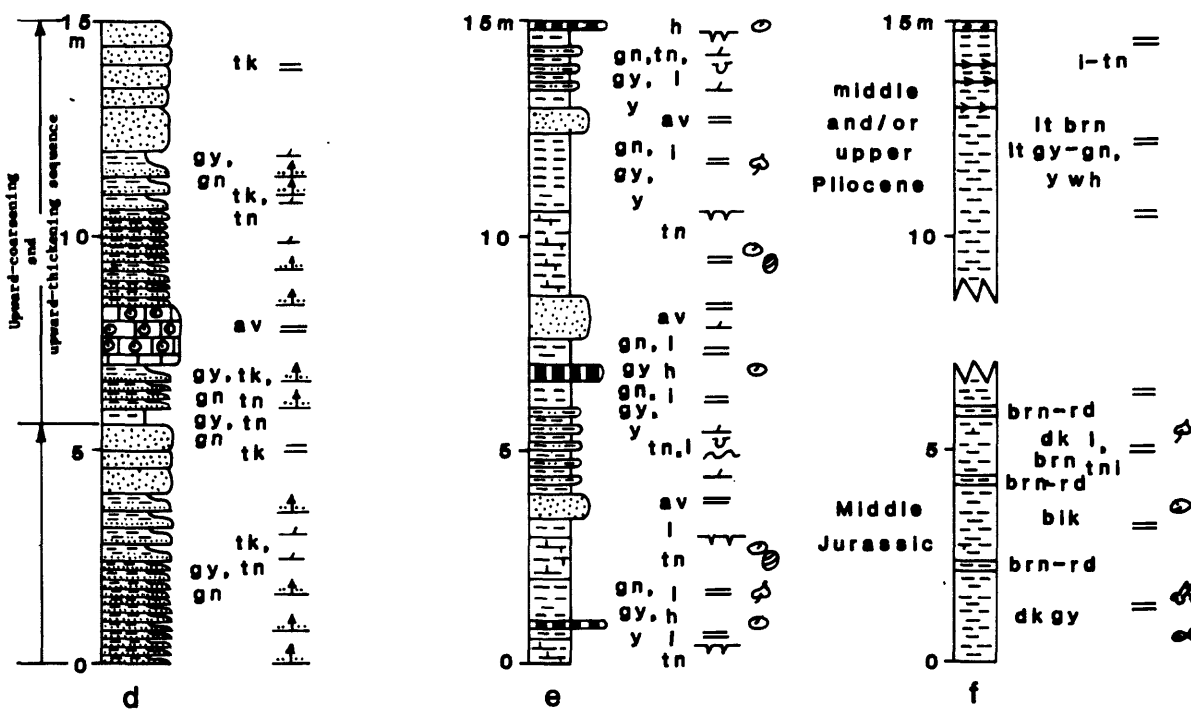 15
m
10
5
0
Upward-coarsening
and
upward-thickening sequence
tk
gy,
gn
tk,
tn
av
gy, tk,
gn tn
gy, tn
gn
tk
tk,
gy, tn
gn
d
15m
10
5
0
h
gn, tn,
gy, l
y
av
gn, l
gy,
y
tn
av
gn, l
gy h
gn, l
gy,
y
tn, l
av
l
tn
gn, l
gy, h
y l
tn
e
15m
10
5
0
middle
and/or
upper
Pliocene
Middle
Jurassic
l-tn
lt brn
lt gy-gn,
y wh
brn-rd
dk l,
brn tnl
brn-rd
blk
brn-rd
dk gy
f